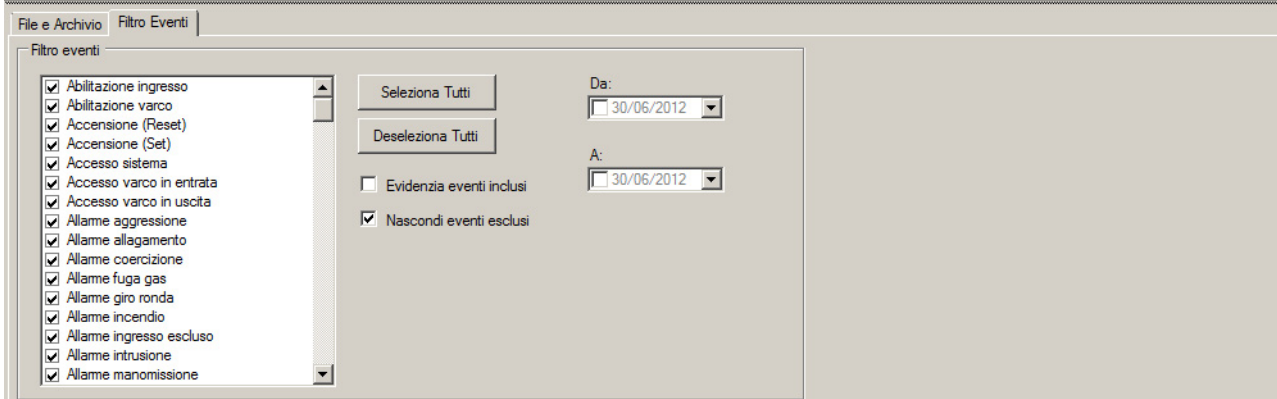 File e Archivio
Filtro Eventi
Filtro eventi
Abilitazione ingresso
Abilitazione varco
Accensione (Reset)
Accensione (Set)
Accesso sistema
Accesso varco in entrata
Accesso varco in uscita
Allarme aggressione
Allarme allagamento
Allarme coercizione
Allarme fuga gas
Allarme giro ronda
Allarme incendio
Allarme ingresso escluso
Allarme intrusione
Allarme manomissione
Seleziona Tutti
Deseleziona Tutti
Evidenzia eventi inclusi
Nascondi eventi esclusi
Da:
30/06/2012
A:
30/06/2012